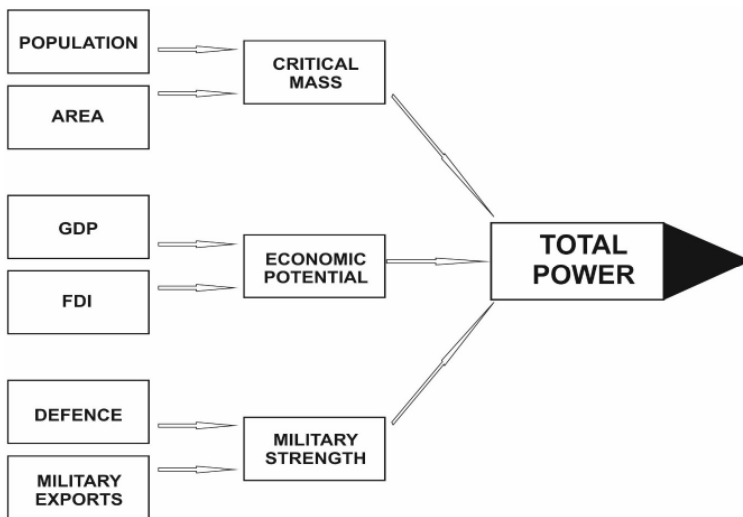 POPULATION
AREA
CRITICAL
MASS
GDP
FDI
ECONOMIC
POTENTIAL
DEFENCE
MILITARY
EXPORTS
MILITARY
STRENGTH
TOTAL
POWER